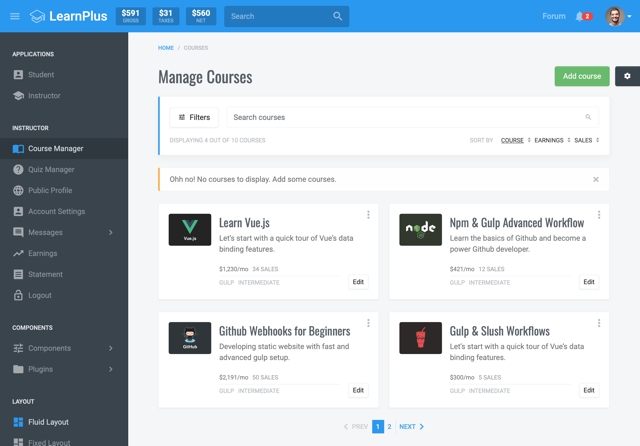 LearnPlus
$591
GROSS
$31
TAXES
$560
NET
Search
Forum
2
APPLICATIONS
Student
Instructor
INSTRUCTOR
Course Manager
Quiz Manager
Public Profile
Account Settings
Messages
Earnings
Statement
Logout
COMPONENTS
Components
Plugins
LAYOUT
Fluid Layout
Fixed Layout
HOME / COURSES
Manage Courses
Add course
Filters
Search courses
DISPLAYING 4 OUT OF 10 COURSES
SORT BY COURSE EARNINGS SALES
Ohh no! No courses to display. Add some courses.
Vue.js
Learn Vue.js
Let's start with a quick tour of Vue's data
binding features.
$1,230/mo 34 SALES
GULP INTERMEDIATE
Edit
node
Npm & Gulp Advanced Workflow
Learn the basics of Github and become a
power Github developer.
$421/mo 12 SALES
GULP INTERMEDIATE
Edit
GitHub
Github Webhooks for Beginners
Developing static website with fast and
advanced gulp setup.
$2,191/mo 50 SALES
GULP INTERMEDIATE
Edit
Gulp & Slush Workflows
Let's start with a quick tour of Vue's data
binding features.
$300/mo 5 SALES
GULP INTERMEDIATE
Edit
PREV 1 2 NEXT